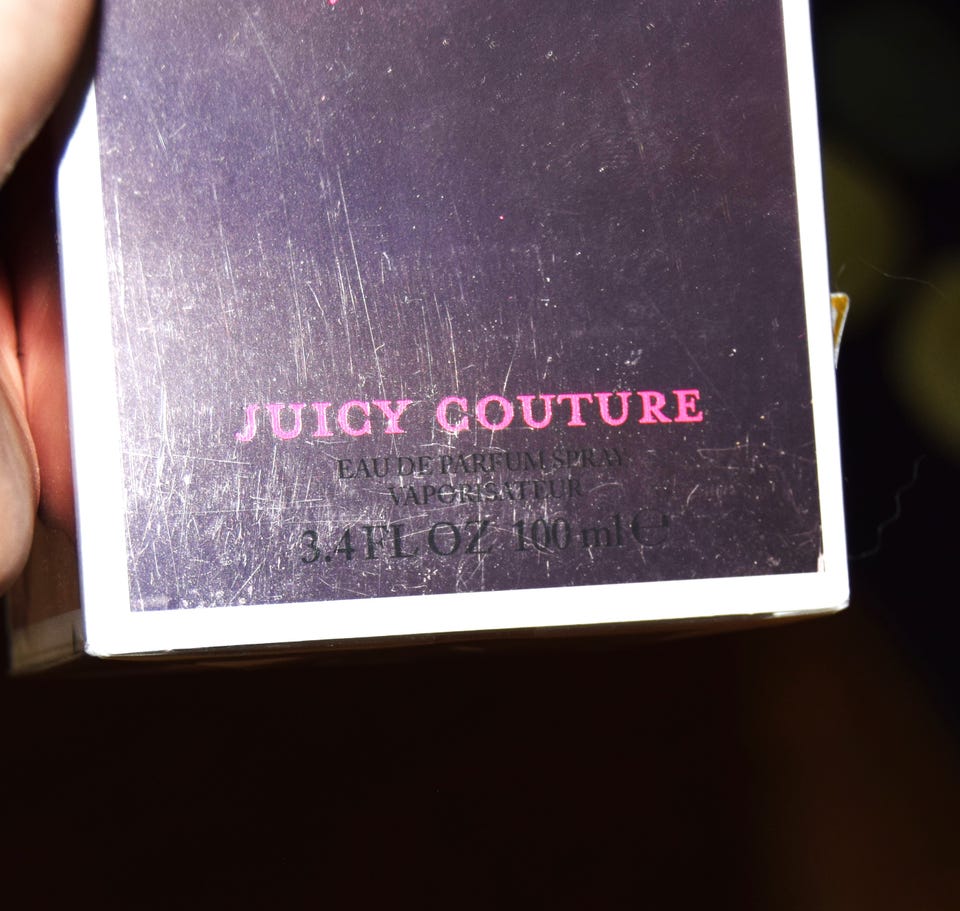 JUICY COUTURE
EAU DE PARFUM SPRAY
VAPORISATEUR
3.4 FL OZ 100 ml ℮